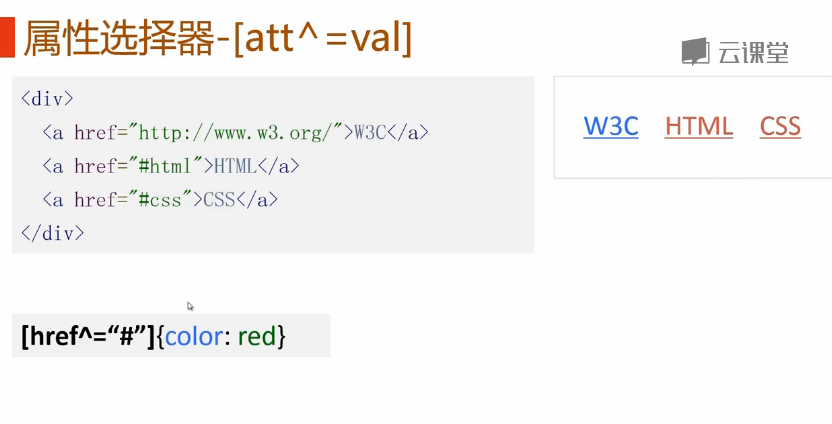 属性选择器-[att^=val]
云课堂
<div>
<a href="http://www.w3.org/">W3C</a>
<a href="#html">HTML</a>
<a href="#css">CSS</a>
</div>
W3C HTML CSS
[href^=“#”]{color: red}